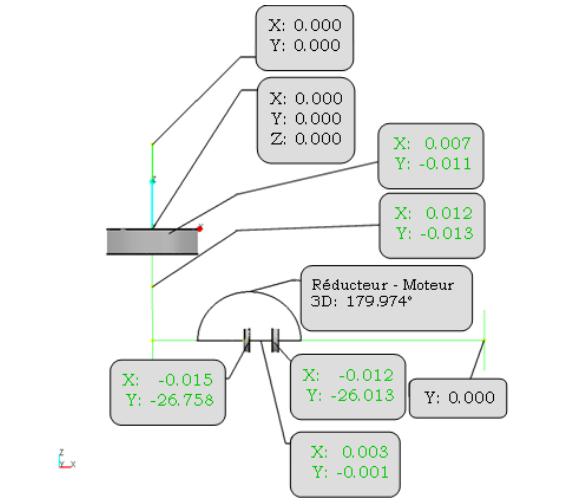 X: 0.000
Y: 0.000
X: 0.000
Y: 0.000
Z: 0.000
X: 0.007
Y: -0.011
X: 0.012
Y: -0.013
Réducteur - Moteur
3D: 179.974°
X: -0.015
Y: -26.758
X: -0.012
Y: -26.013
Y: 0.000
X: 0.003
Y: -0.001
Z
Y X